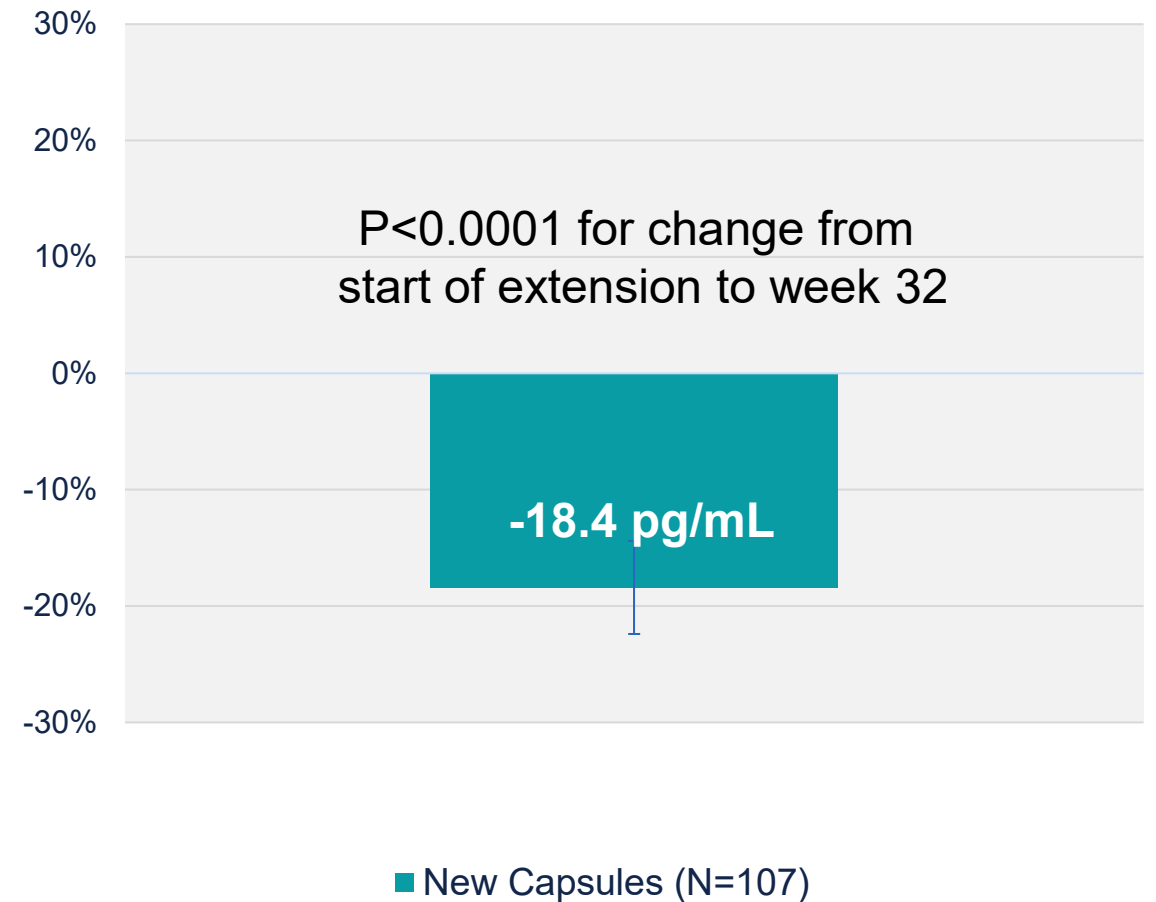 30%
20%
P<0.0001 for change from
10%
start of extension to week 32
0%
-10%
-18.4 pg/mL
-20%
-30%
New Capsules (N=107)